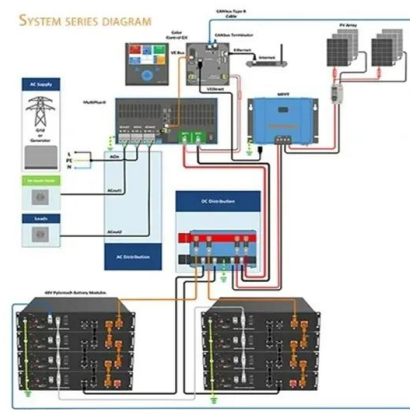 SYSTEM SERIES DIAGRAM
CANbus Type B
Cable
Color
Control GX
CANbus Terminator
PV Array
VE Bus
Ethernet
Internet
AC Supply
MultiPlus-II
VE.Direct
MPPT
Grid
or
Generator
L
PE
N
ACin
ACout1
Loads
ACout2
DC Distribution
AC Distribution
48V Pylontech Battery Modules